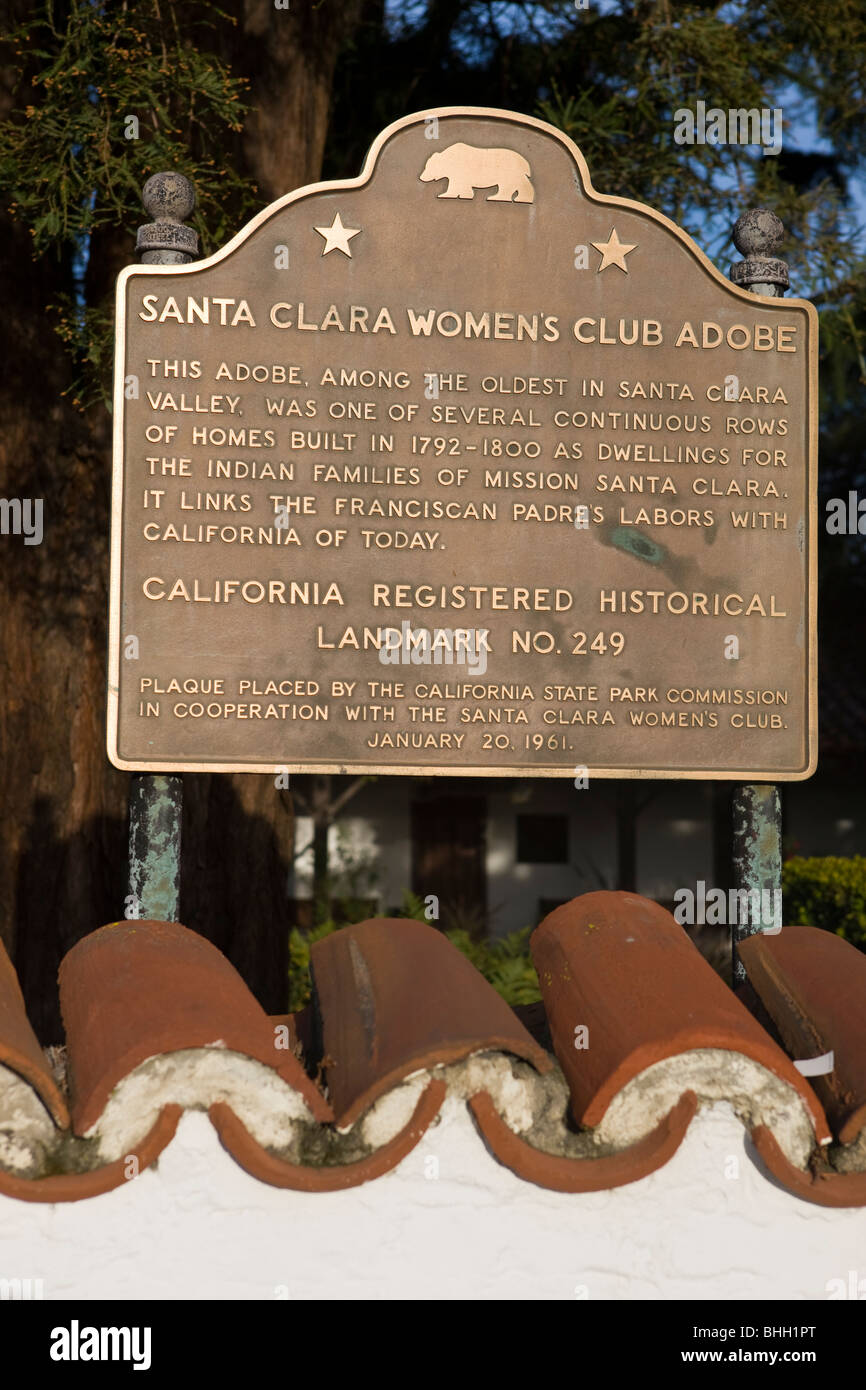 SANTA CLARA WOMEN'S CLUB ADOBE
THIS ADOBE, AMONG THE OLDEST IN SANTA CLARA
VALLEY, WAS ONE OF SEVERAL CONTINUOUS ROWS
OF HOMES BUILT IN 1792-1800 AS DWELLINGS FOR
THE INDIAN FAMILIES OF MISSION SANTA CLARA.
IT LINKS THE FRANCISCAN PADRE'S LABORS WITH
CALIFORNIA OF TODAY.
CALIFORNIA REGISTERED HISTORICAL
LANDMARK NO. 249
PLAQUE PLACED BY THE CALIFORNIA STATE PARK COMMISSION
IN COOPERATION WITH THE SANTA CLARA WOMEN'S CLUB.
JANUARY 20, 1961.
alamy
alamy
a
a
alamy stock photo
BHH1PT
www.alamy.com